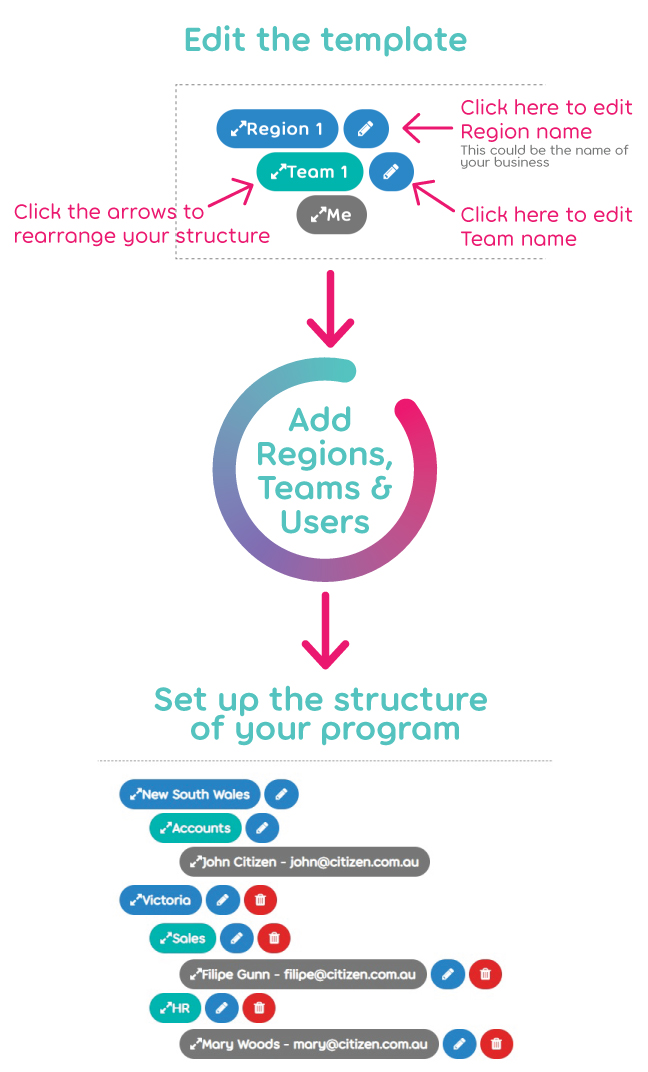 Edit the template
Region 1
Click here to edit
Region name
This could be the name of
your business
Team 1
Click the arrows to
rearrange your structure
Me
Click here to edit
Team name
Add
Regions,
Teams &
Users
Set up the structure
of your program
New South Wales
Accounts
John Citizen - john@citizen.com.au
Victoria
Sales
Filipe Gunn - filipe@citizen.com.au
HR
Mary Woods - mary@citizen.com.au